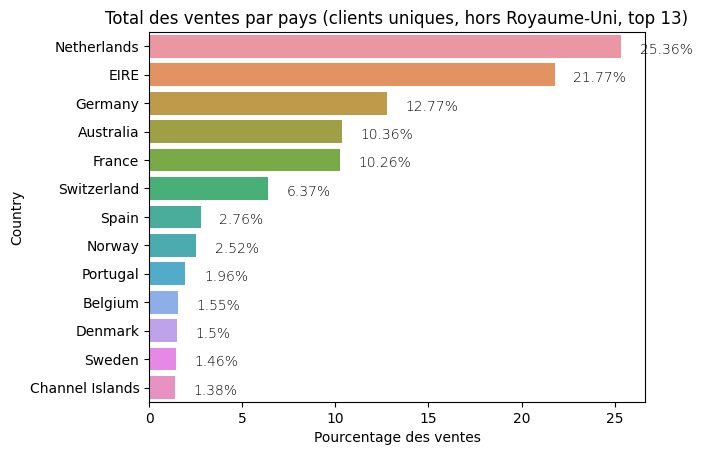 Total des ventes par pays (clients uniques, hors Royaume-Uni, top 13)
Netherlands 25.36%
EIRE 21.77%
Germany 12.77%
Australia 10.36%
France 10.26%
Switzerland 6.37%
Spain 2.76%
Norway 2.52%
Portugal 1.96%
Belgium 1.55%
Denmark 1.5%
Sweden 1.46%
Channel Islands 1.38%
Country
0 5 10 15 20 25
Pourcentage des ventes